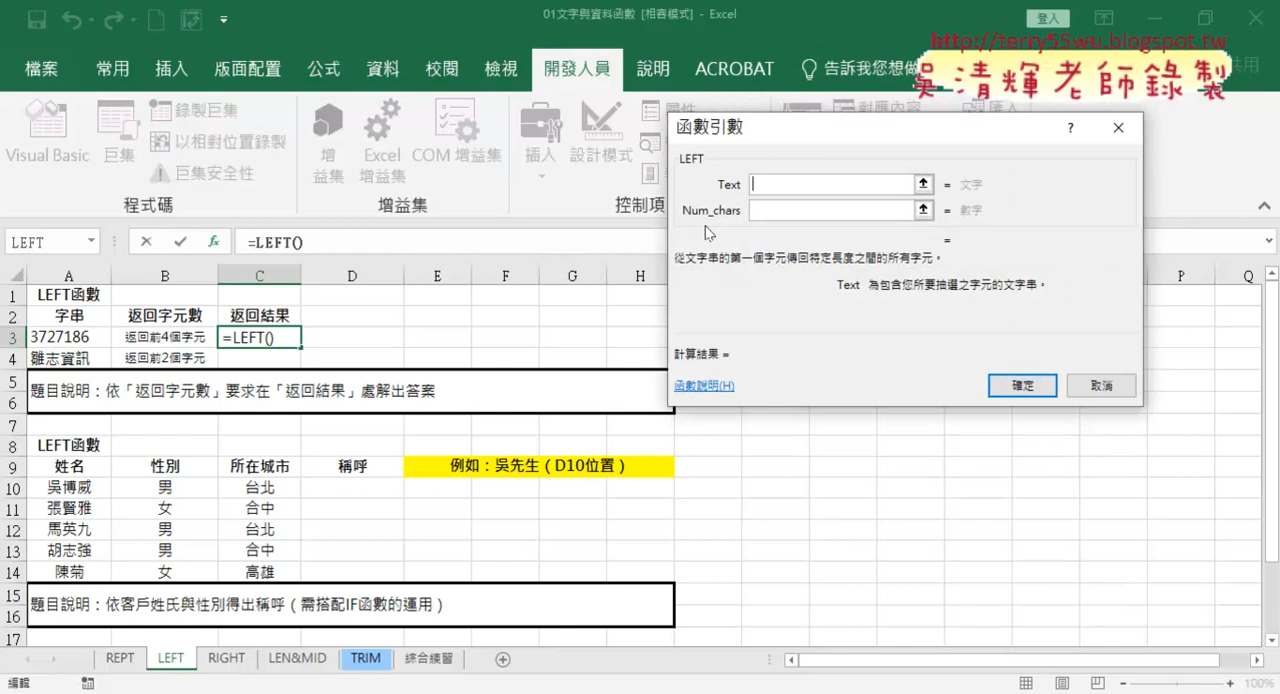 01文字與資料函數 [相容模式] - Excel
登入
http://terry55wu.blogspot.tw
吳清輝老師錄製
檔案 常用 插入 版面配置 公式 資料 校閱 檢視 開發人員 說明 ACROBAT 告訴我您想做 共用
Visual Basic
巨集
錄製巨集
以相對位置錄製
巨集安全性
程式碼
增益集
Excel 增益集
COM 增益集
增益集
插入
設計模式
控制項
函數引數
?
LEFT
Text = 文字
Num_chars = 數字
=
從文字串的第一個字元傳回特定長度之間的所有字元。
Text 為包含您所要抽選之字元的文字串。
計算結果 =
函數說明(H)
確定 取消
LEFT fx =LEFT()
A B C D E F G H P Q
1 LEFT函數
2 字串 返回字元數 返回結果
3 3727186 返回前4個字元 =LEFT()
4 雛志資訊 返回前2個字元
5 題目說明：依「返回字元數」要求在「返回結果」處解出答案
6
7
8 LEFT函數
9 姓名 性別 所在城市 稱呼 例如：吳先生（D10位置）
10 吳博威 男 台北
11 張賢雅 女 台中
12 馬英九 男 台北
13 胡志強 男 台中
14 陳菊 女 高雄
15 題目說明：依客戶姓氏與性別得出稱呼（需搭配IF函數的運用）
16
17
REPT LEFT RIGHT LEN&MID TRIM 綜合練習
編輯
100%